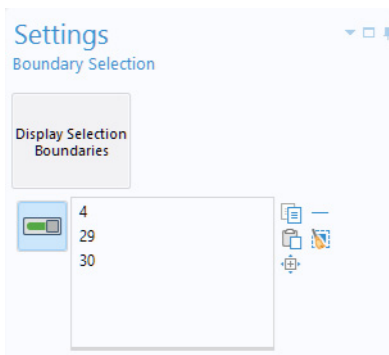 Settings
Boundary Selection
Display Selection
Boundaries
4
29
30